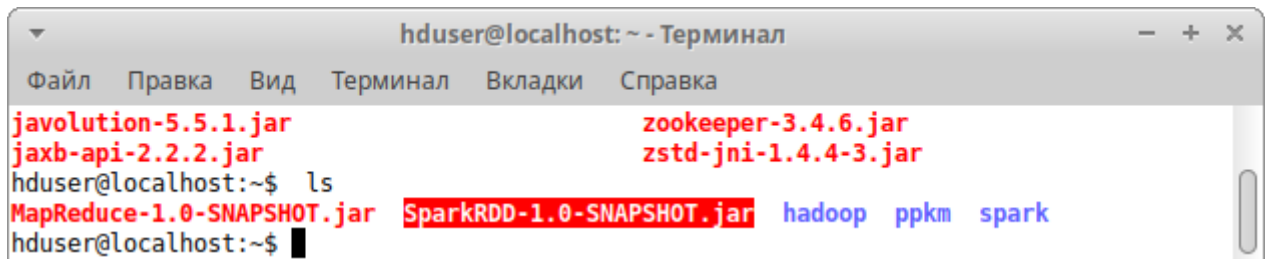 hduser@localhost: ~ - Терминал
Файл Правка Вид Терминал Вкладки Справка
javolution-5.5.1.jar zookeeper-3.4.6.jar
jaxb-api-2.2.2.jar zstd-jni-1.4.4-3.jar
hduser@localhost:~$ ls
MapReduce-1.0-SNAPSHOT.jar SparkRDD-1.0-SNAPSHOT.jar hadoop ppkm spark
hduser@localhost:~$